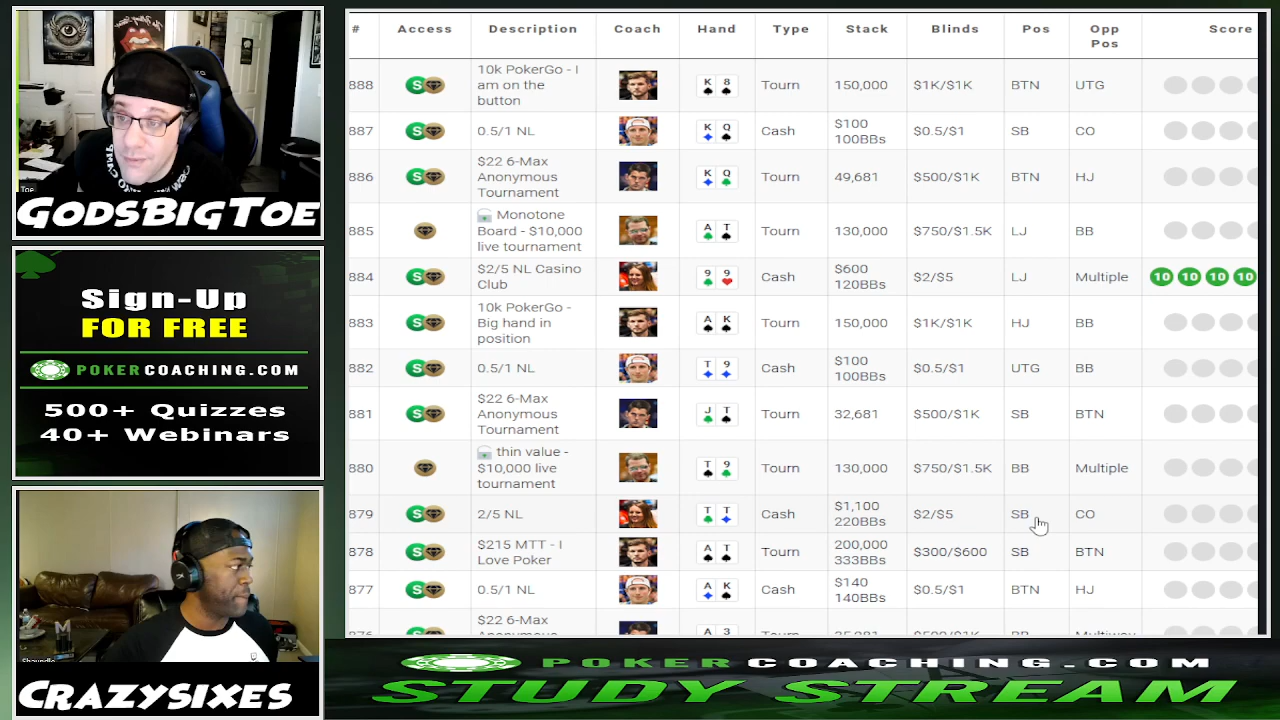 GodsBigToe
Sign-Up
FOR FREE
POKERCOACHING.COM
500+ Quizzes
40+ Webinars
CrazySixes
# Access Description Coach Hand Type Stack Blinds Pos Opp Pos Score
888 S 10k PokerGo - I am on the button K 8 Tourn 150,000 $1K/$1K BTN UTG
887 S 0.5/1 NL K Q Cash $100 100BBs $0.5/$1 SB CO
886 S $22 6-Max Anonymous Tournament K Q Tourn 49,681 $500/$1K BTN HJ
885 Monotone Board - $10,000 live tournament A T Tourn 130,000 $750/$1.5K LJ BB
884 S $2/5 NL Casino Club 9 9 Cash $600 120BBs $2/$5 LJ Multiple 10 10 10 10
883 S 10k PokerGo - Big hand in position A K Tourn 150,000 $1K/$1K HJ BB
882 S 0.5/1 NL T 9 Cash $100 100BBs $0.5/$1 UTG BB
881 S $22 6-Max Anonymous Tournament J T Tourn 32,681 $500/$1K SB BTN
880 thin value - $10,000 live tournament T 9 Tourn 130,000 $750/$1.5K BB Multiple
879 S 2/5 NL T T Cash $1,100 220BBs $2/$5 SB CO
878 S $215 MTT - I Love Poker A T Tourn 200,000 333BBs $300/$600 SB BTN
877 S 0.5/1 NL A K Cash $140 140BBs $0.5/$1 BTN HJ
$22 6-Max A 3
POKERCOACHING.COM
STUDY STREAM